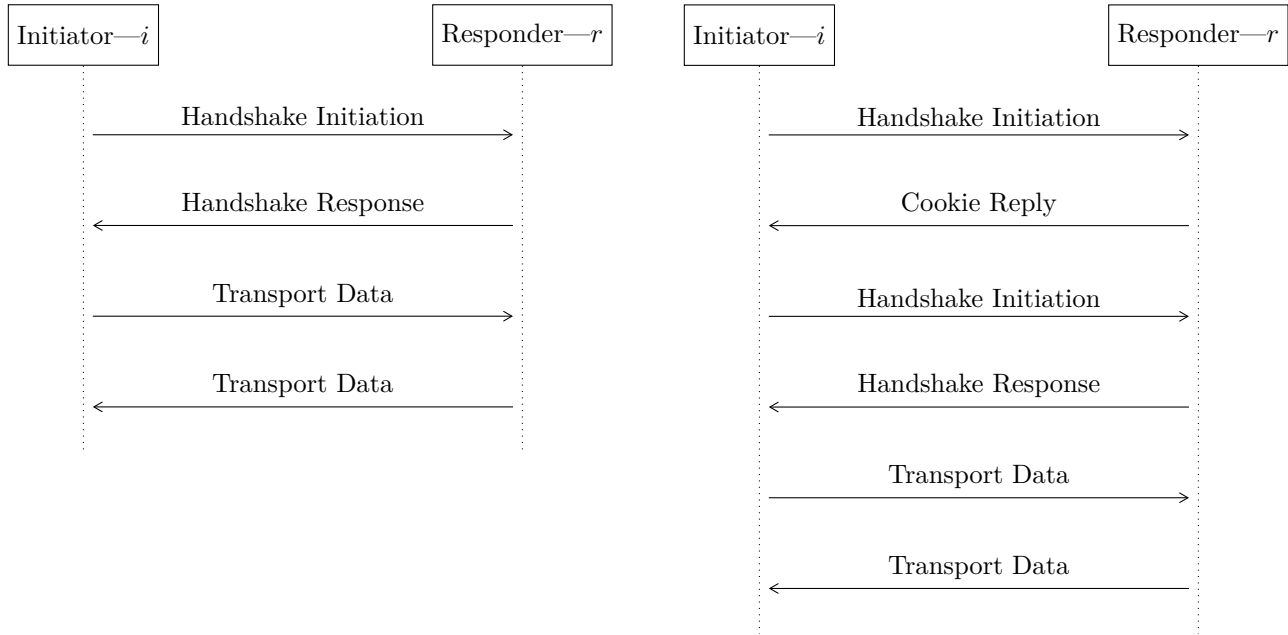 Initiator—i
Responder—r
Handshake Initiation
Handshake Response
Transport Data
Transport Data
Initiator—i
Responder—r
Handshake Initiation
Cookie Reply
Handshake Initiation
Handshake Response
Transport Data
Transport Data